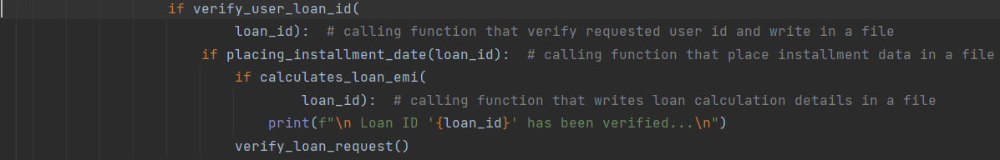 if verify_user_loan_id(
loan_id):  # calling function that verify requested user id and write in a file
if placing_installment_date(loan_id):  # calling function that place installment data in a file
if calculates_loan_emi(
loan_id):  # calling function that writes loan calculation details in a file
print(f"\n Loan ID '{loan_id}' has been verified...\n")
verify_loan_request()